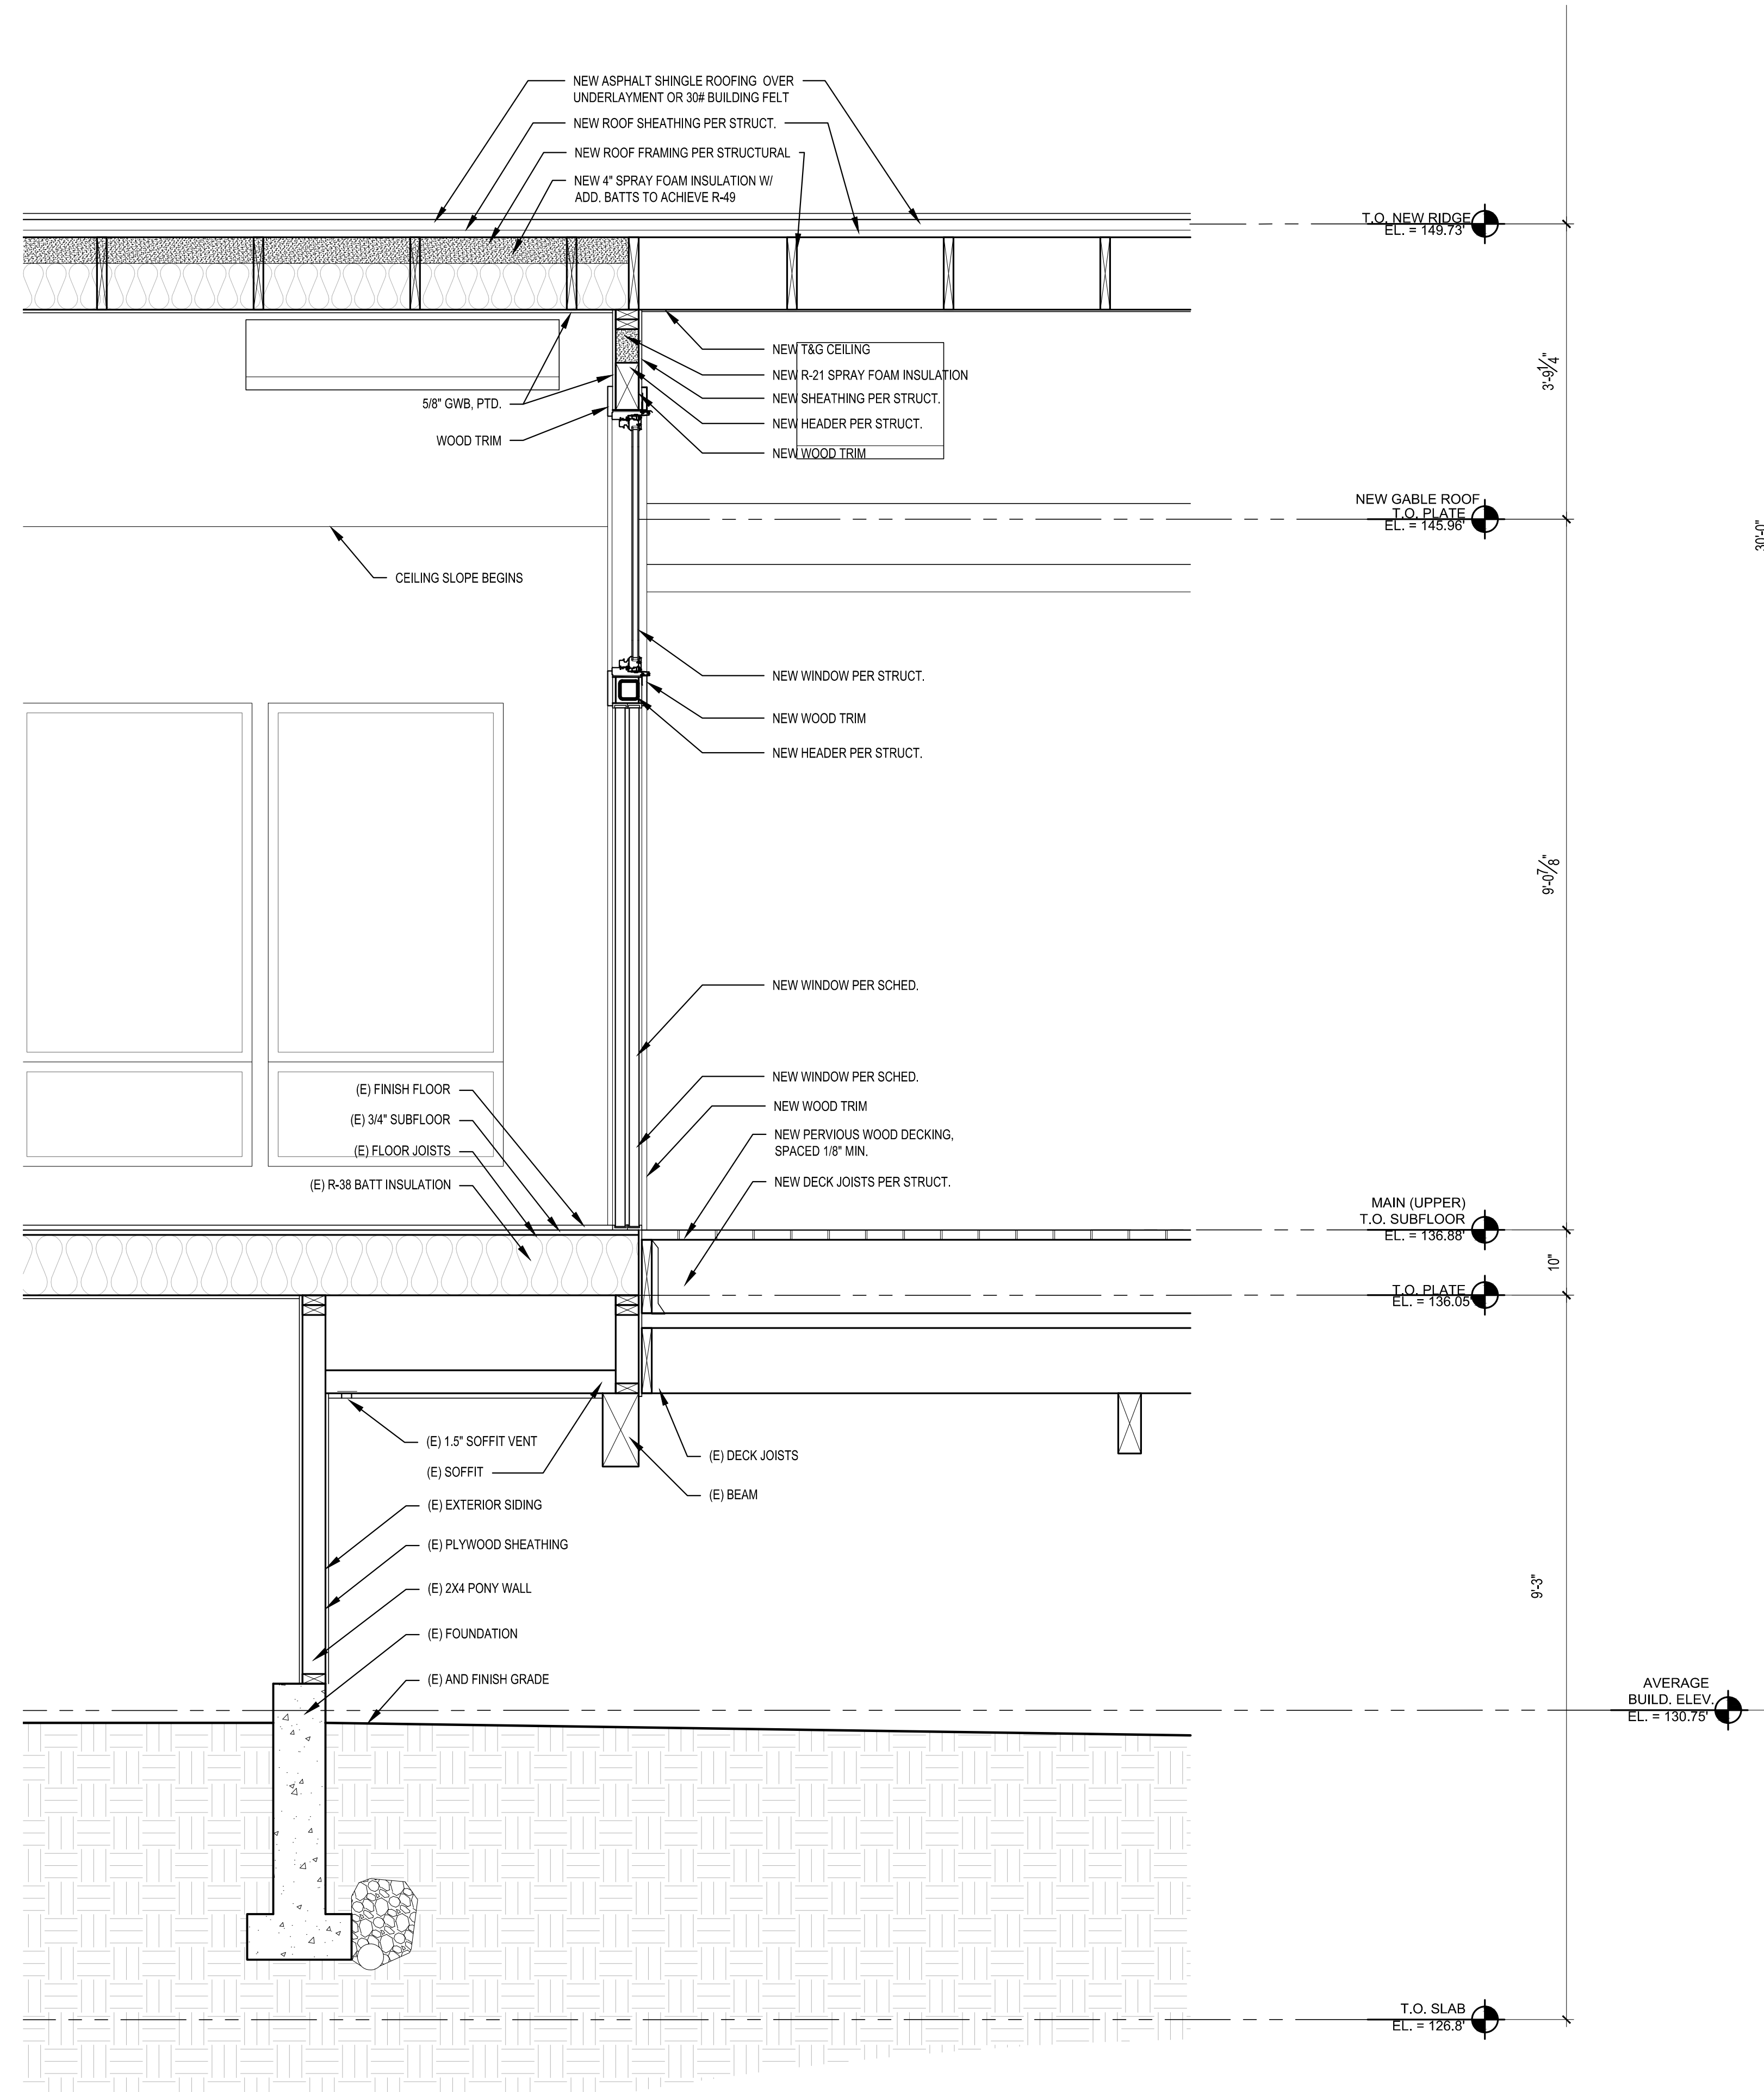 NEW ASPHALT SHINGLE ROOFING OVER
UNDERLAYMENT OR 30# BUILDING FELT
NEW ROOF SHEATHING PER STRUCT.
NEW ROOF FRAMING PER STRUCTURAL
NEW 4" SPRAY FOAM INSULATION W/
ADD. BATTS TO ACHIEVE R-49
T.O. NEW RIDGE
EL. = 149.73'
3'-9 1/4"
NEW T&G CEILING
NEW R-21 SPRAY FOAM INSULATION
NEW SHEATHING PER STRUCT.
NEW HEADER PER STRUCT.
NEW WOOD TRIM
5/8" GWB, PTD.
WOOD TRIM
NEW GABLE ROOF
T.O. PLATE
EL. = 145.96'
30'-0"
CEILING SLOPE BEGINS
NEW WINDOW PER STRUCT.
NEW WOOD TRIM
NEW HEADER PER STRUCT.
9'-0 7/8"
NEW WINDOW PER SCHED.
NEW WINDOW PER SCHED.
NEW WOOD TRIM
NEW PERVIOUS WOOD DECKING,
SPACED 1/8" MIN.
NEW DECK JOISTS PER STRUCT.
(E) FINISH FLOOR
(E) 3/4" SUBFLOOR
(E) FLOOR JOISTS
(E) R-38 BATT INSULATION
MAIN (UPPER)
T.O. SUBFLOOR
EL. = 136.88'
10"
T.O. PLATE
EL. = 136.05'
(E) 1.5" SOFFIT VENT
(E) SOFFIT
(E) DECK JOISTS
(E) BEAM
(E) EXTERIOR SIDING
(E) PLYWOOD SHEATHING
(E) 2X4 PONY WALL
(E) FOUNDATION
(E) AND FINISH GRADE
9'-3"
AVERAGE
BUILD. ELEV.
EL. = 130.75'
T.O. SLAB
EL. = 126.8'